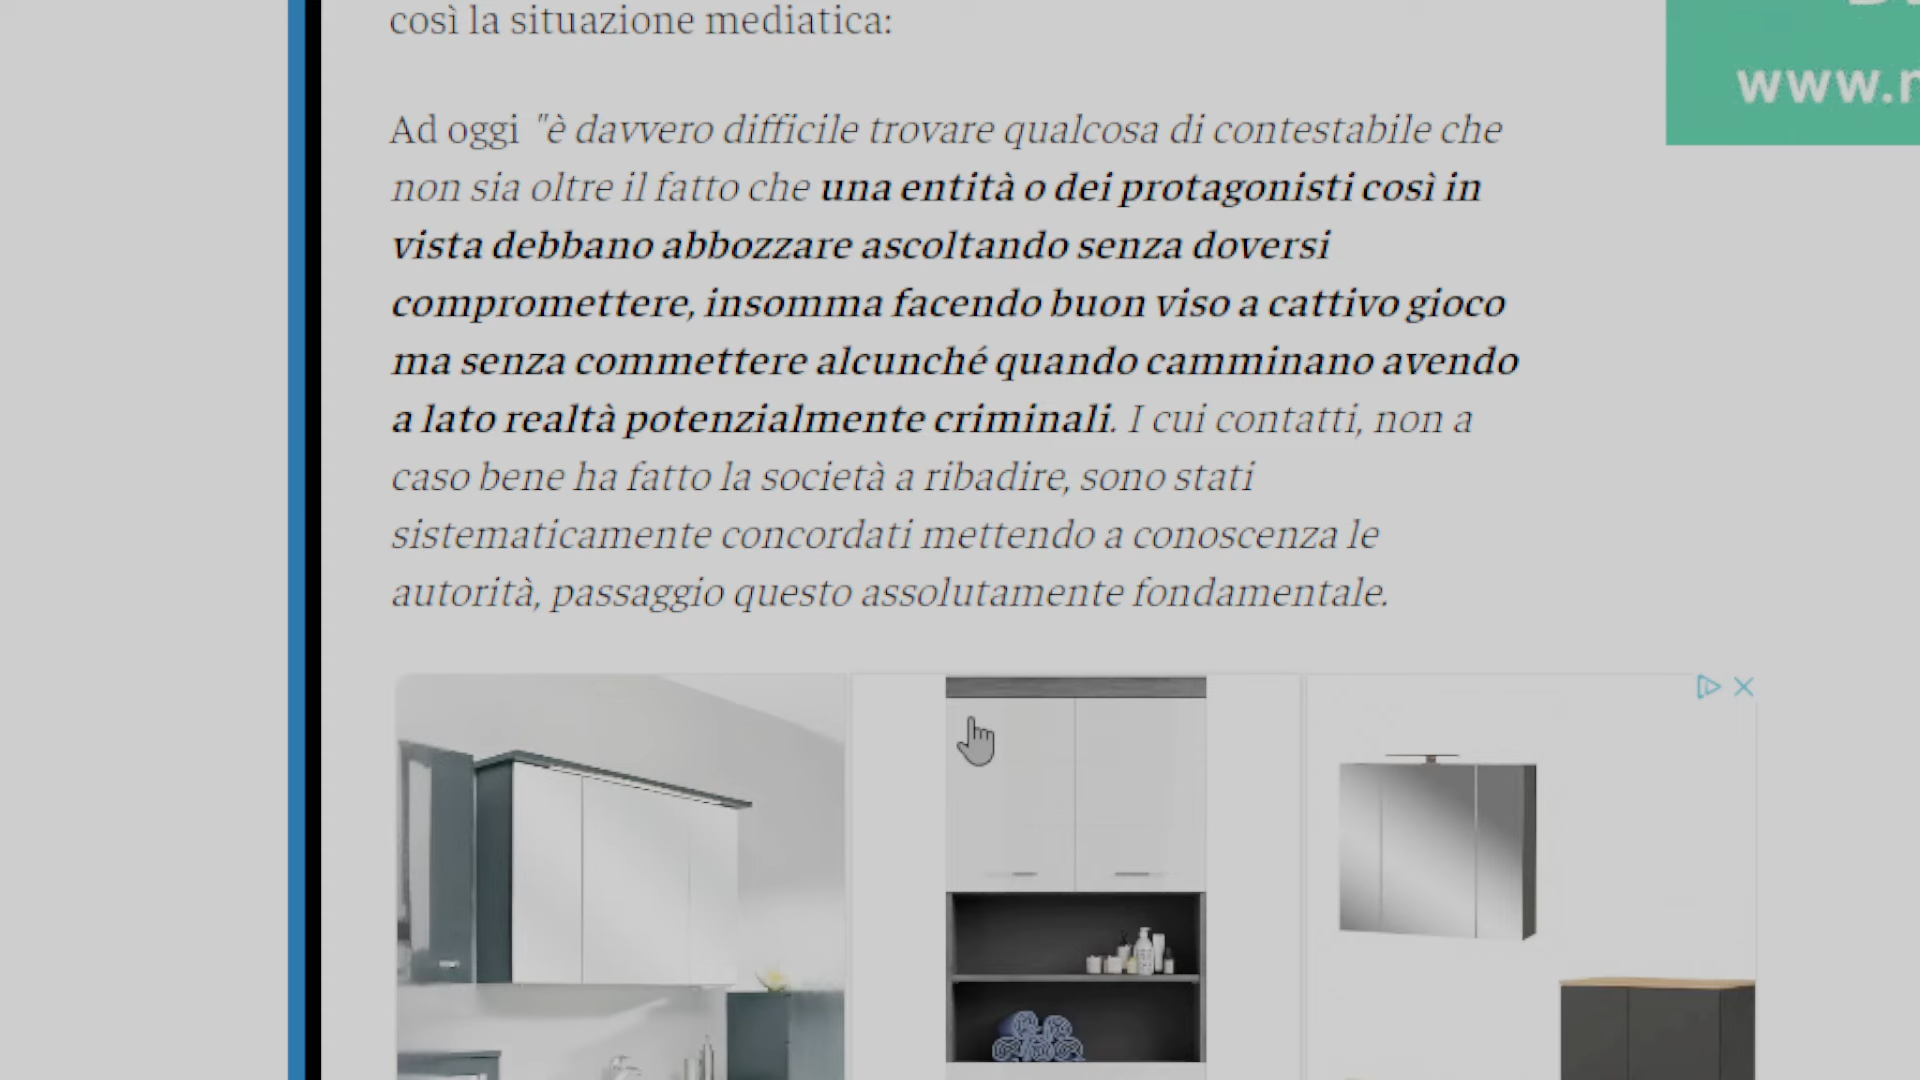 così la situazione mediatica:
www.
Ad oggi "è davvero difficile trovare qualcosa di contestabile che
non sia oltre il fatto che una entità o dei protagonisti così in
vista debbano abbozzare ascoltando senza doversi
compromettere, insomma facendo buon viso a cattivo gioco
ma senza commettere alcunché quando camminano avendo
a lato realtà potenzialmente criminali. I cui contatti, non a
caso bene ha fatto la società a ribadire, sono stati
sistematicamente concordati mettendo a conoscenza le
autorità, passaggio questo assolutamente fondamentale.